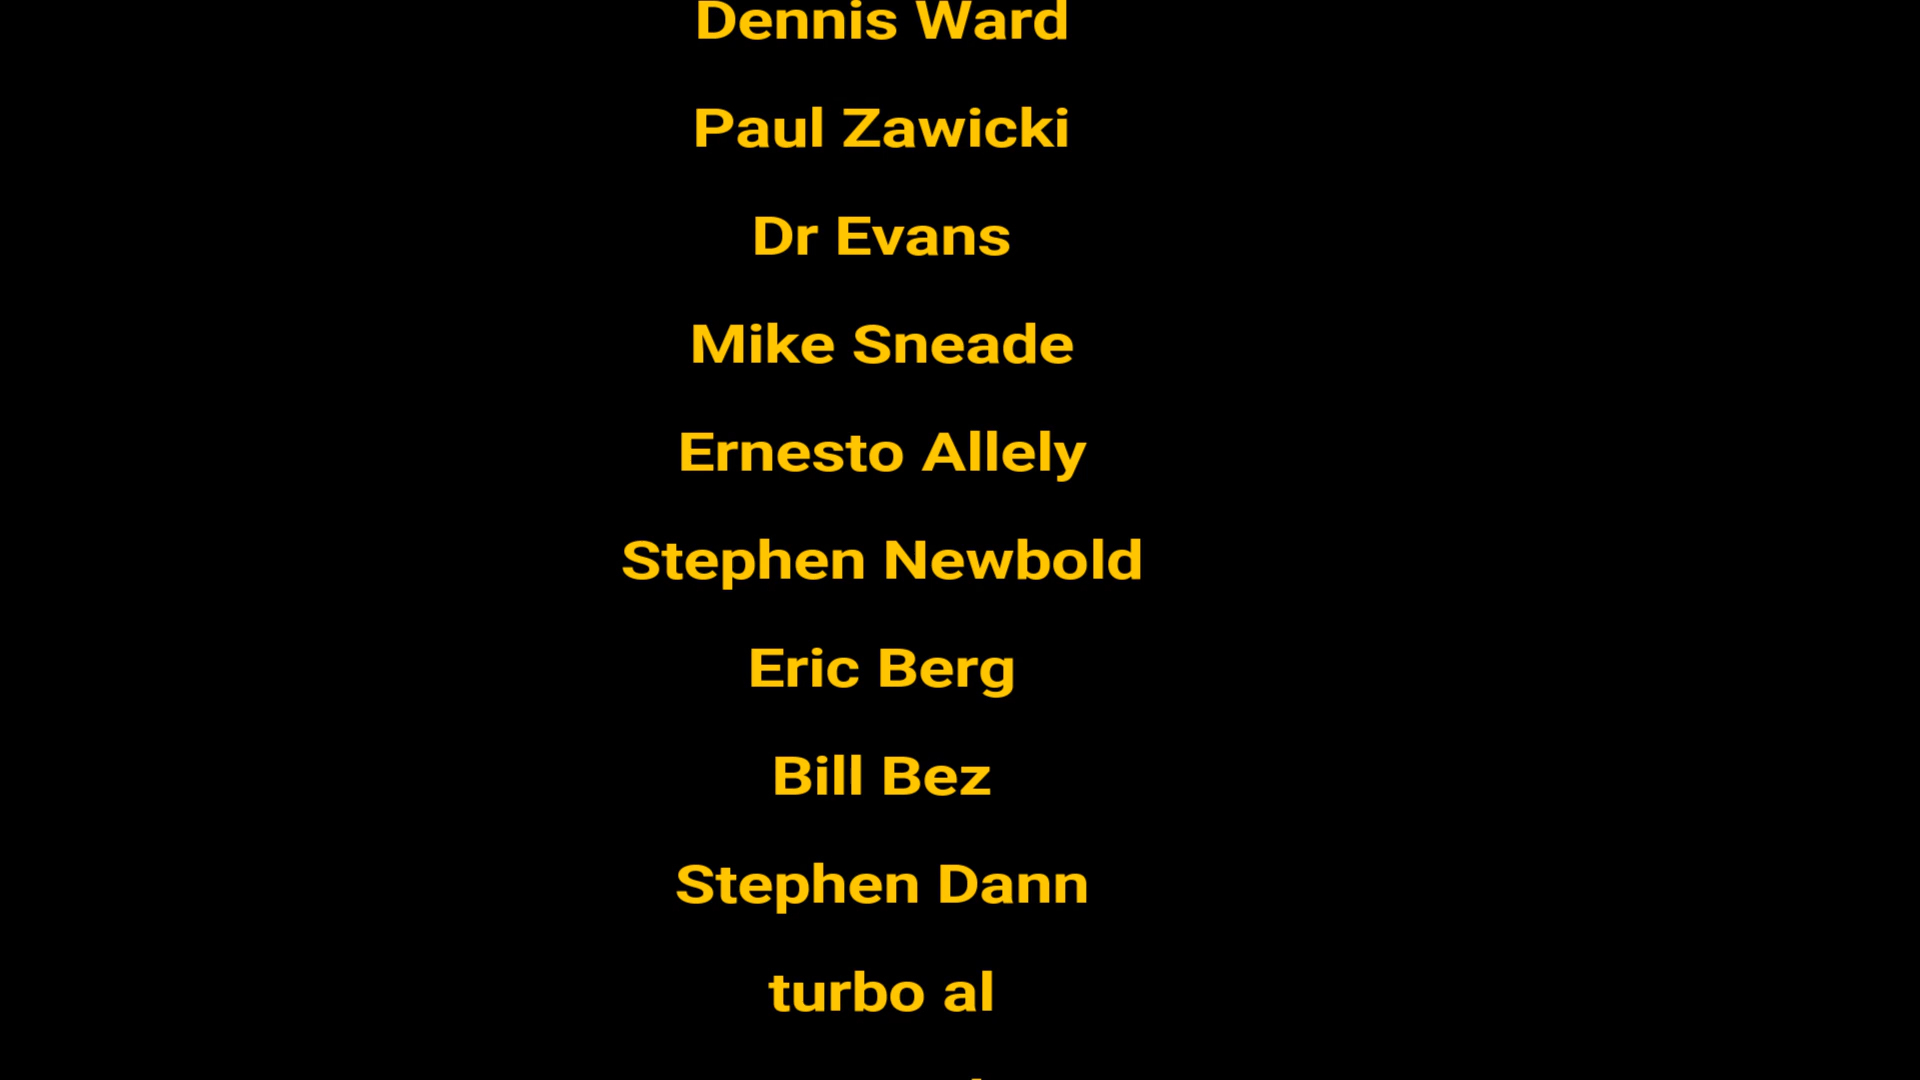 Dennis Ward
Paul Zawicki
Dr Evans
Mike Sneade
Ernesto Allely
Stephen Newbold
Eric Berg
Bill Bez
Stephen Dann
turbo al